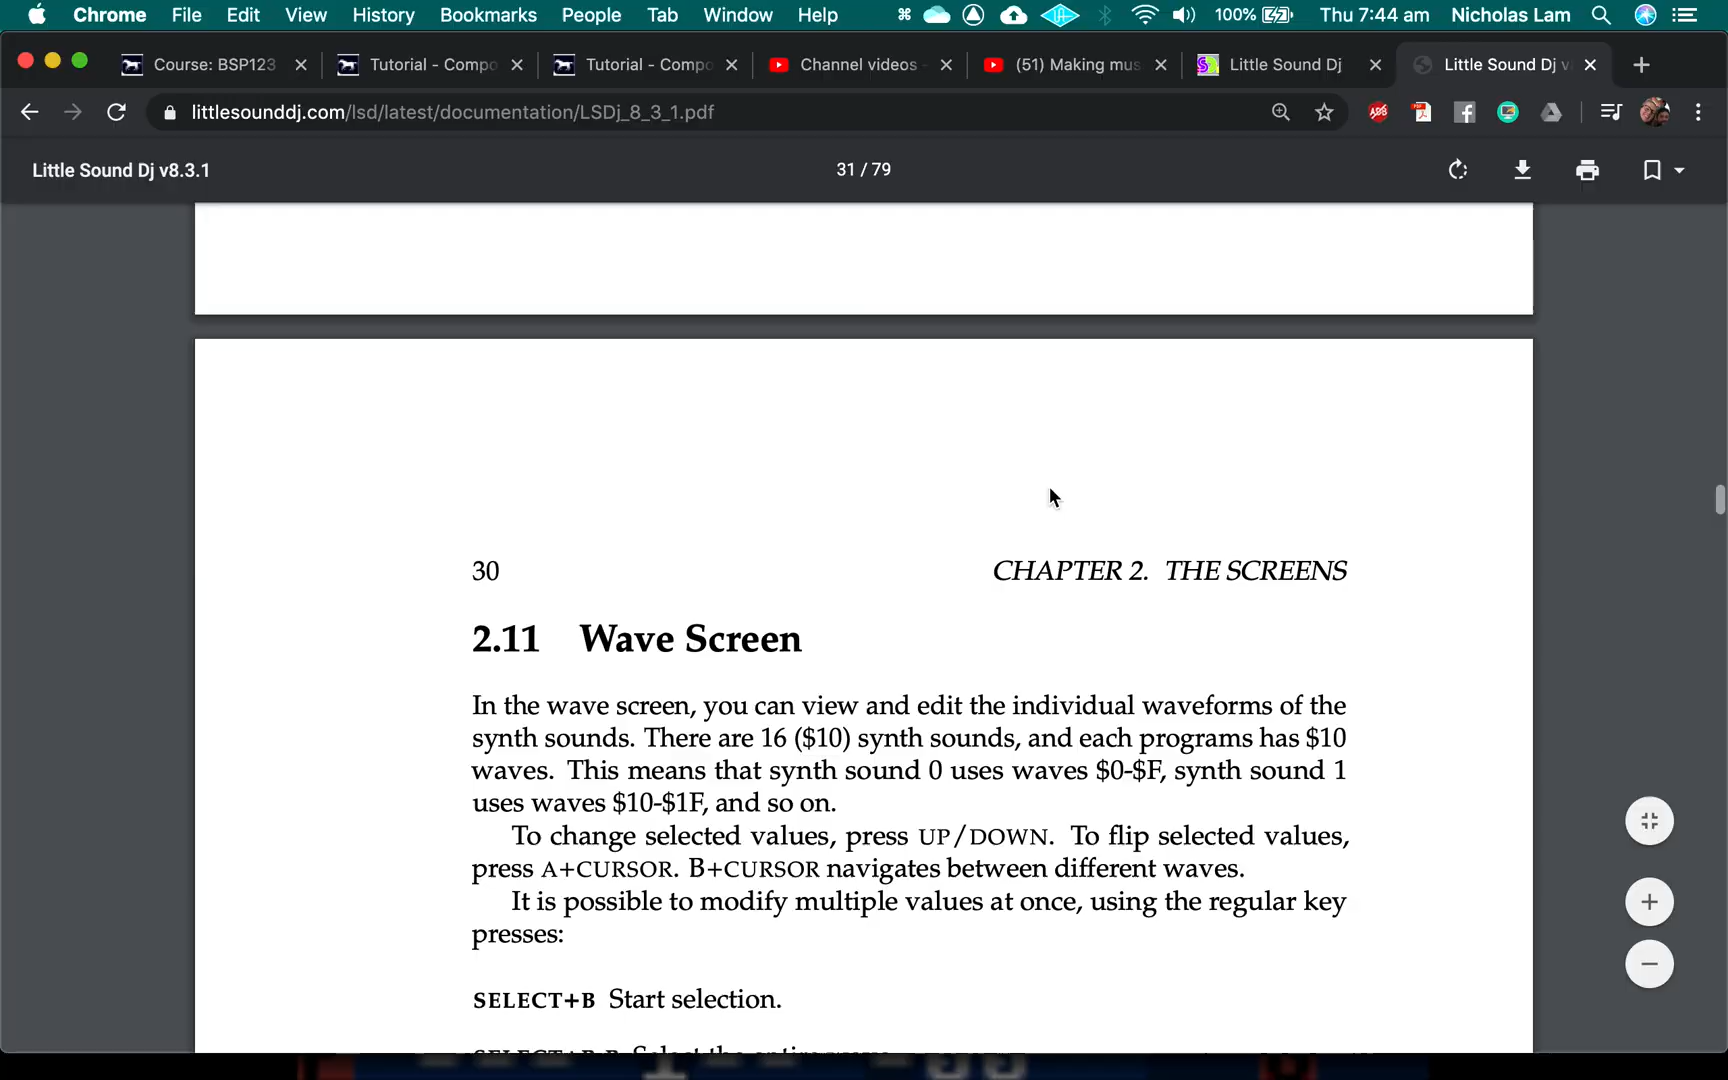 Chrome File Edit View History Bookmarks People Tab Window Help 100% Thu 7:44 am Nicholas Lam
Course: BSP123 Tutorial - Compo Tutorial - Compo Channel videos - (51) Making mus Little Sound Dj Little Sound Dj v
littlesounddj.com/lsd/latest/documentation/LSDj_8_3_1.pdf
Little Sound Dj v8.3.1 31 / 79
30 CHAPTER 2. THE SCREENS
2.11 Wave Screen
In the wave screen, you can view and edit the individual waveforms of the
synth sounds. There are 16 ($10) synth sounds, and each programs has $10
waves. This means that synth sound 0 uses waves $0-$F, synth sound 1
uses waves $10-$1F, and so on.
To change selected values, press UP/DOWN. To flip selected values,
press A+CURSOR. B+CURSOR navigates between different waves.
It is possible to modify multiple values at once, using the regular key
presses:
SELECT+B Start selection.